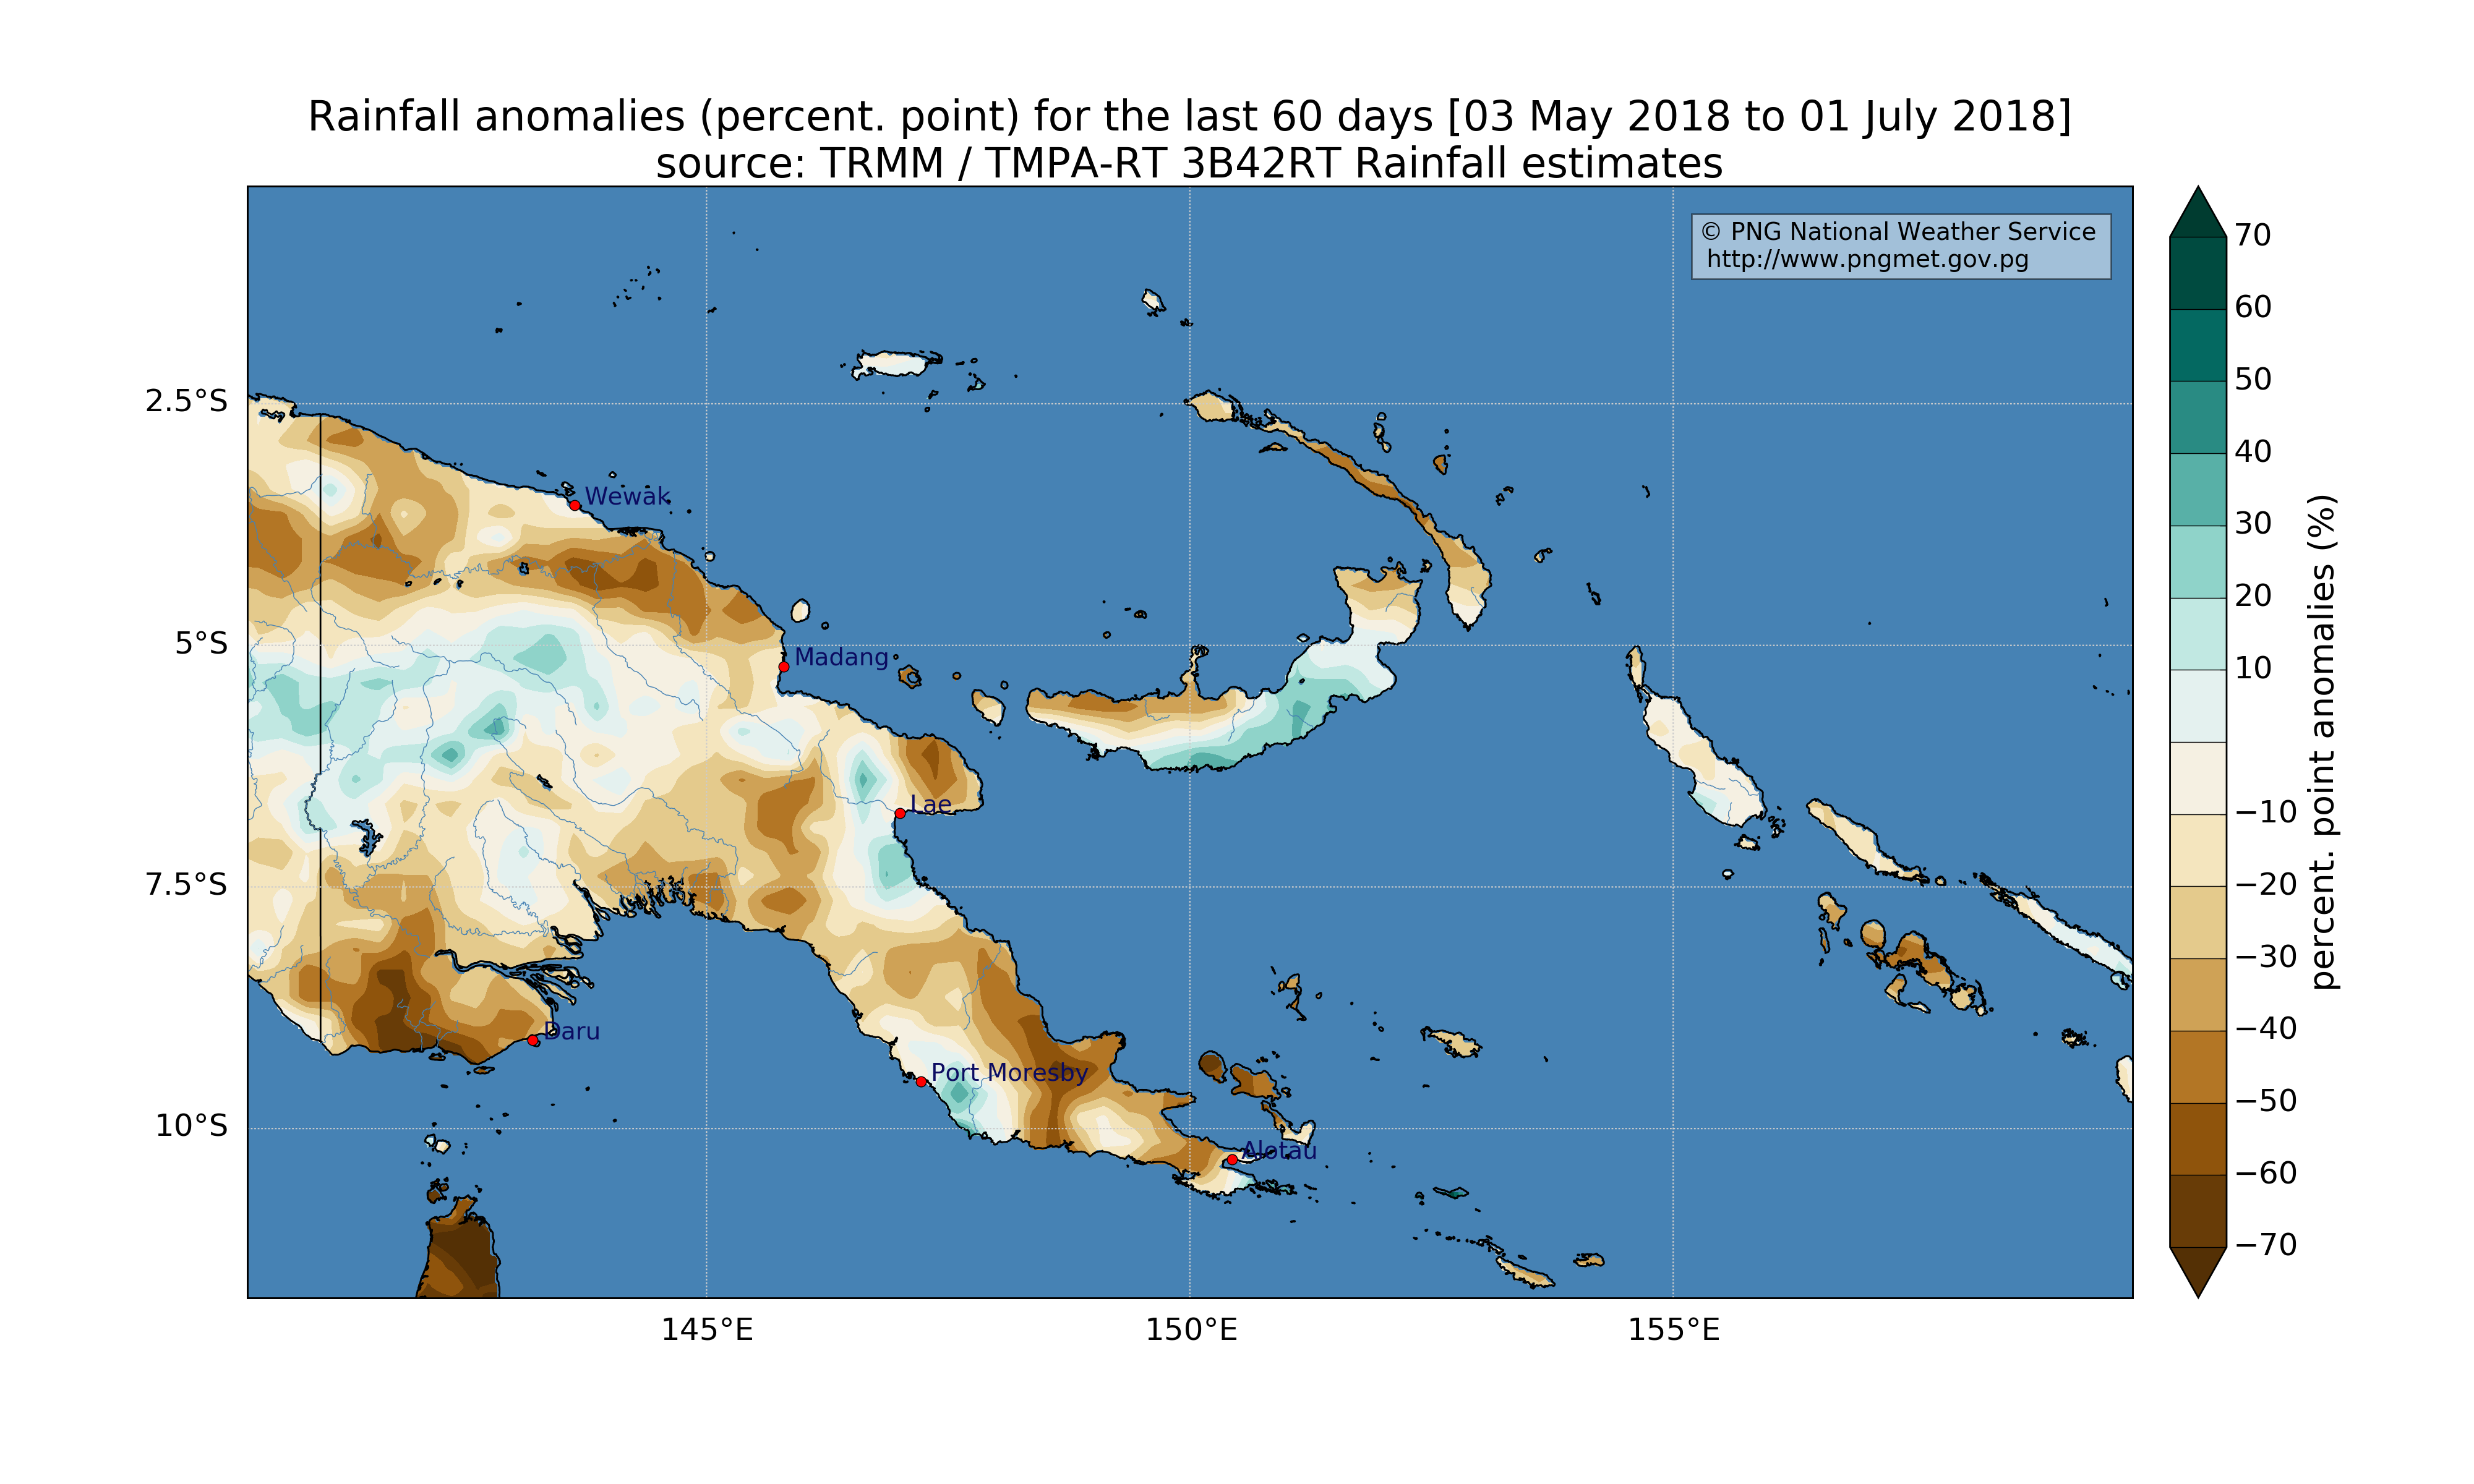 Rainfall anomalies (percent. point) for the last 60 days [03 May 2018 to 01 July 2018]
source: TRMM / TMPA-RT 3B42RT Rainfall estimates
© PNG National Weather Service
http://www.pngmet.gov.pg
2.5°S
5°S
7.5°S
10°S
145°E
150°E
155°E
Wewak
Madang
Lae
Daru
Port Moresby
Alotau
70
60
50
40
30
20
10
−10
−20
−30
−40
−50
−60
−70
percent. point anomalies (%)